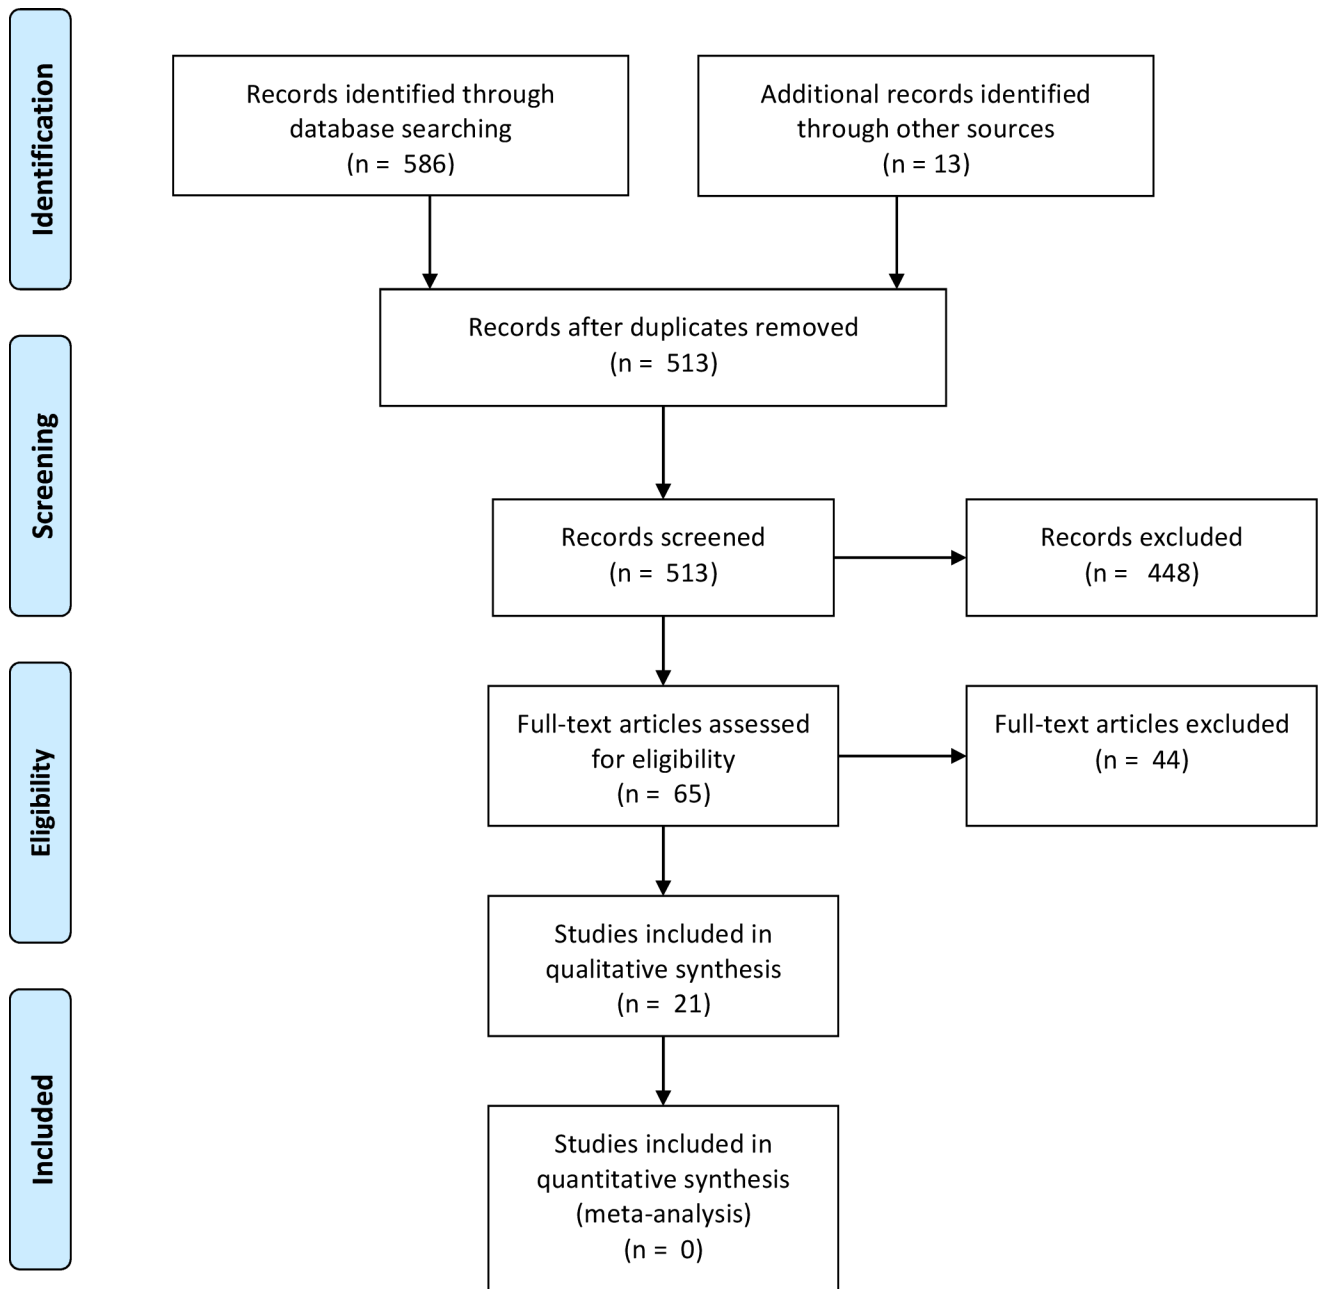 Identification
Records identified through
database searching
(n = 586)
Additional records identified
through other sources
(n = 13)
Records after duplicates removed
(n = 513)
Screening
Records screened
(n = 513)
Records excluded
(n = 448)
Eligibility
Full-text articles assessed
for eligibility
(n = 65)
Full-text articles excluded
(n = 44)
Studies included in
qualitative synthesis
(n = 21)
Included
Studies included in
quantitative synthesis
(meta-analysis)
(n = 0)